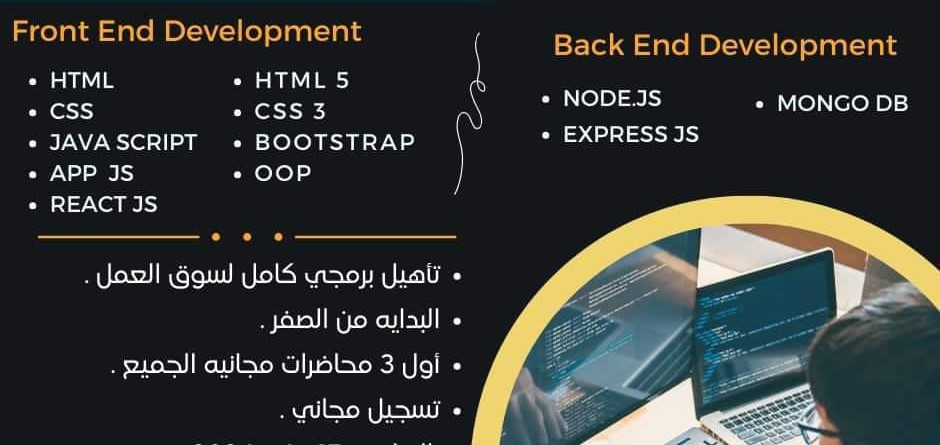 Front End Development
HTML
CSS
JAVA SCRIPT
APP JS
REACT JS
HTML 5
CSS 3
BOOTSTRAP
OOP
Back End Development
NODE.JS
EXPRESS JS
MONGO DB
تأهيل برمجي كامل لسوق العمل .
البدايه من الصفر .
أول 3 محاضرات مجانيه الجميع .
تسجيل مجاني .